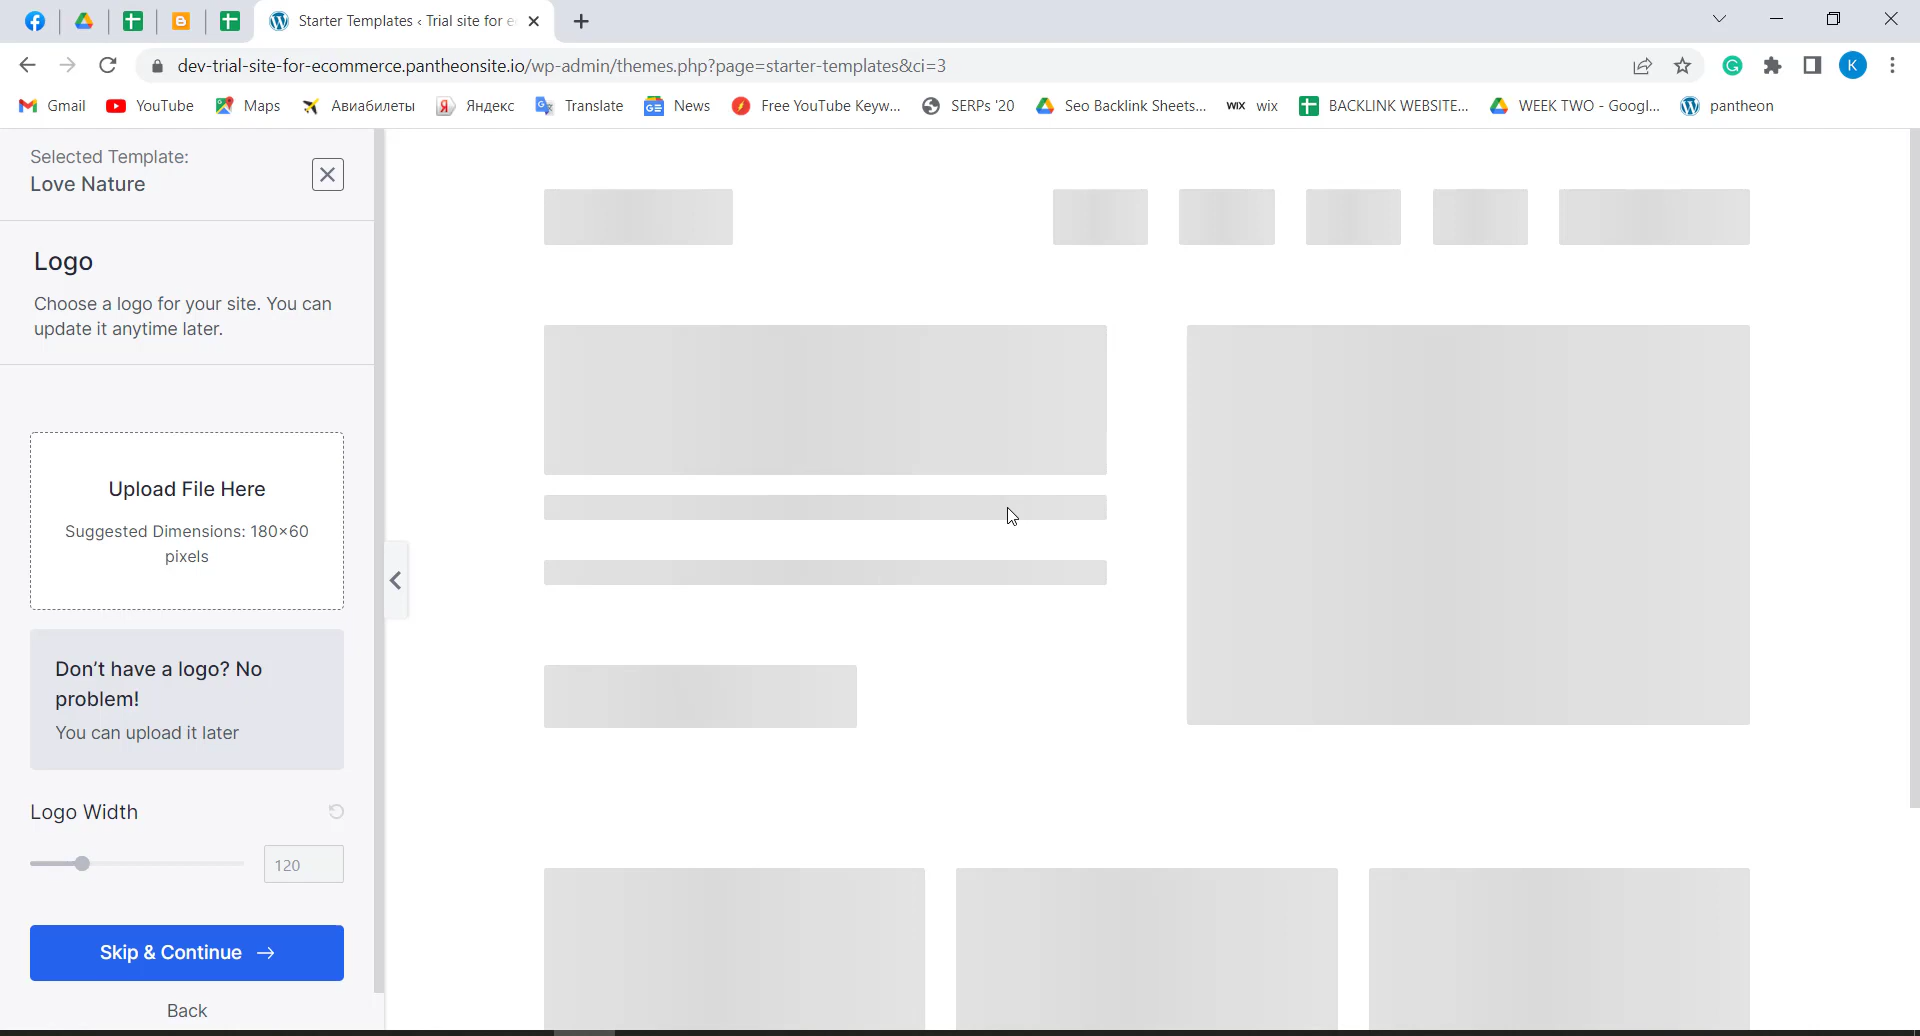 Starter Templates ‹ Trial site for e
dev-trial-site-for-ecommerce.pantheonsite.io/wp-admin/themes.php?page=starter-templates&ci=3
K
Gmail
YouTube
Maps
Авиабилеты
Яндекс
Translate
News
Free YouTube Keyw...
SERPs '20
Seo Backlink Sheets...
WIX wix
BACKLINK WEBSITE...
WEEK TWO - Googl...
pantheon
Selected Template:
Love Nature
Logo
Choose a logo for your site. You can
update it anytime later.
Upload File Here
Suggested Dimensions: 180×60
pixels
Don’t have a logo? No
problem!
You can upload it later
Logo Width
120
Skip & Continue →
Back